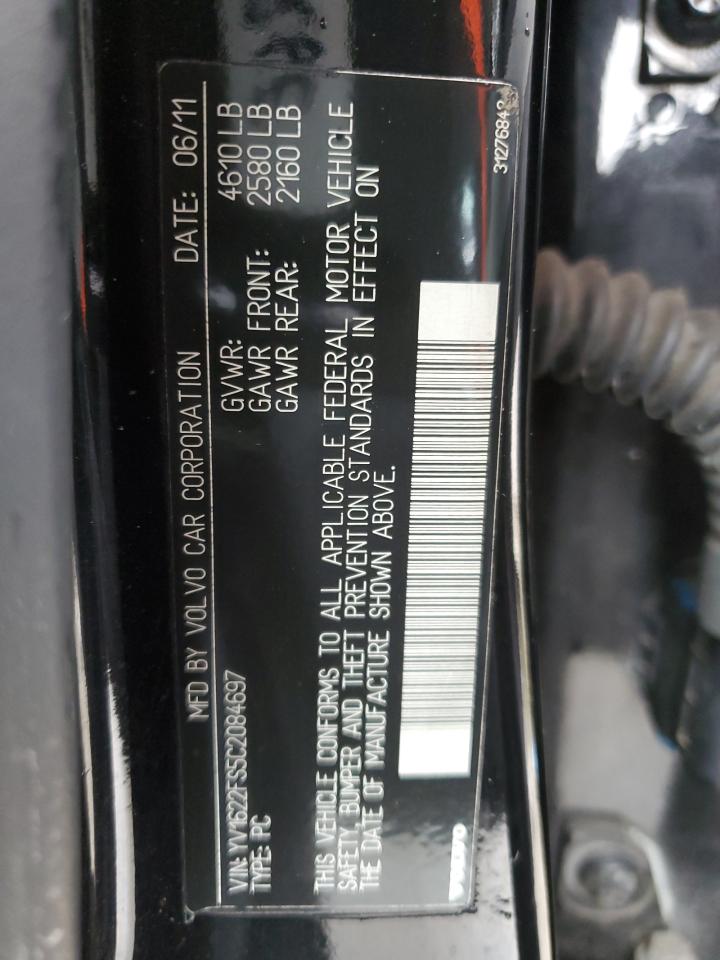 MFD BY VOLVO CAR CORPORATION DATE: 06/11
VIN: YV1622FS5C2084697 GVWR: 4610 LB
TYPE: PC GAWR FRONT: 2580 LB
GAWR REAR: 2160 LB
THIS VEHICLE CONFORMS TO ALL APPLICABLE FEDERAL MOTOR VEHICLE
SAFETY, BUMPER AND THEFT PREVENTION STANDARDS IN EFFECT ON
THE DATE OF MANUFACTURE SHOWN ABOVE.
VOLVO 31276842